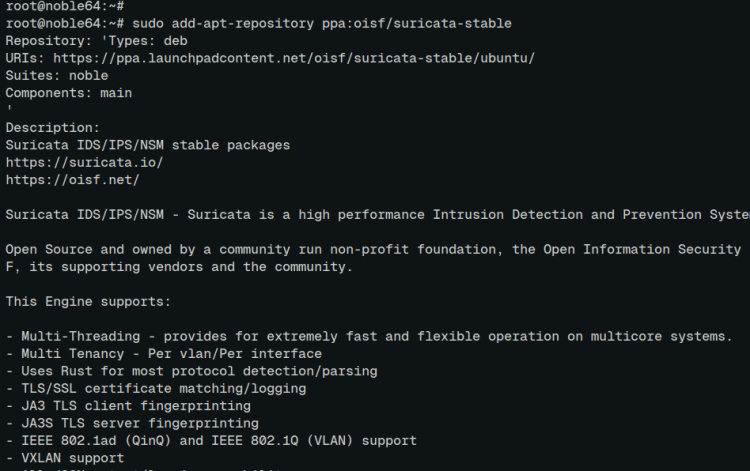 root@noble64:~#
root@noble64:~# sudo add-apt-repository ppa:oisf/suricata-stable
Repository: 'Types: deb
URIs: https://ppa.launchpadcontent.net/oisf/suricata-stable/ubuntu/
Suites: noble
Components: main
'
Description:
Suricata IDS/IPS/NSM stable packages
https://suricata.io/
https://oisf.net/
Suricata IDS/IPS/NSM - Suricata is a high performance Intrusion Detection and Prevention Syste
Open Source and owned by a community run non-profit foundation, the Open Information Security
F, its supporting vendors and the community.
This Engine supports:
- Multi-Threading - provides for extremely fast and flexible operation on multicore systems.
- Multi Tenancy - Per vlan/Per interface
- Uses Rust for most protocol detection/parsing
- TLS/SSL certificate matching/logging
- JA3 TLS client fingerprinting
- JA3S TLS server fingerprinting
- IEEE 802.1ad (QinQ) and IEEE 802.1Q (VLAN) support
- VXLAN support